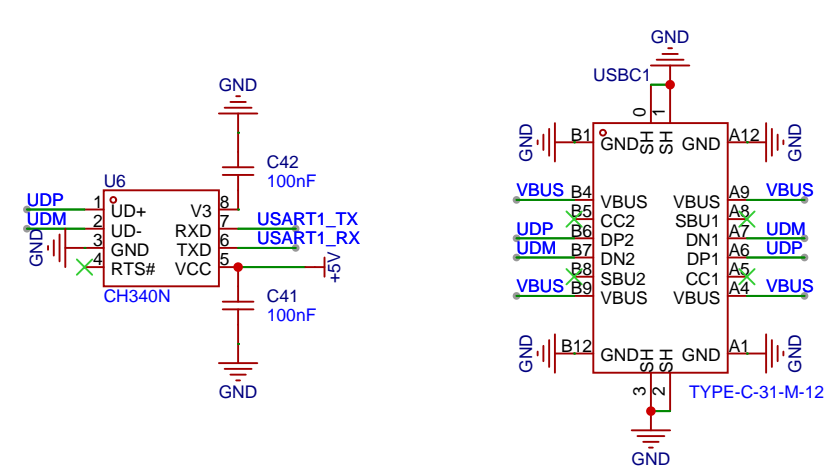 GND
C42
100nF
U6
UDP
1
UD+
V3
8
UDM
2
UD-
RXD
7
USART1_TX
GND
3
GND
TXD
6
USART1_RX
4
RTS#
VCC
5
+5V
CH340N
C41
100nF
GND
GND
USBC1
0
1
GND
B1
GND
SH
SH
GND
A12
GND
VBUS
B4
VBUS
VBUS
A9
VBUS
B5
CC2
SBU1
A8
UDP
B6
DP2
DN1
A7
UDM
UDM
B7
DN2
DP1
A6
UDP
B8
SBU2
CC1
A5
VBUS
B9
VBUS
VBUS
A4
VBUS
GND
B12
GND
SH
SH
GND
A1
GND
3
2
TYPE-C-31-M-12
GND